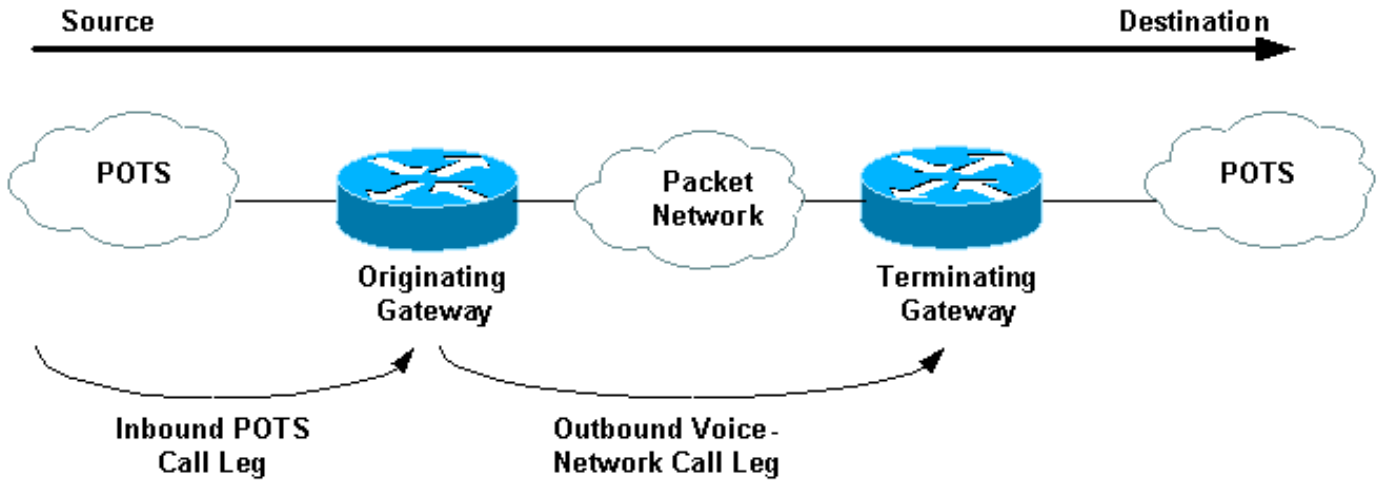 Source
Destination
POTS
Packet
Network
POTS
Originating
Gateway
Terminating
Gateway
Inbound POTS
Call Leg
Outbound Voice-
Network Call Leg